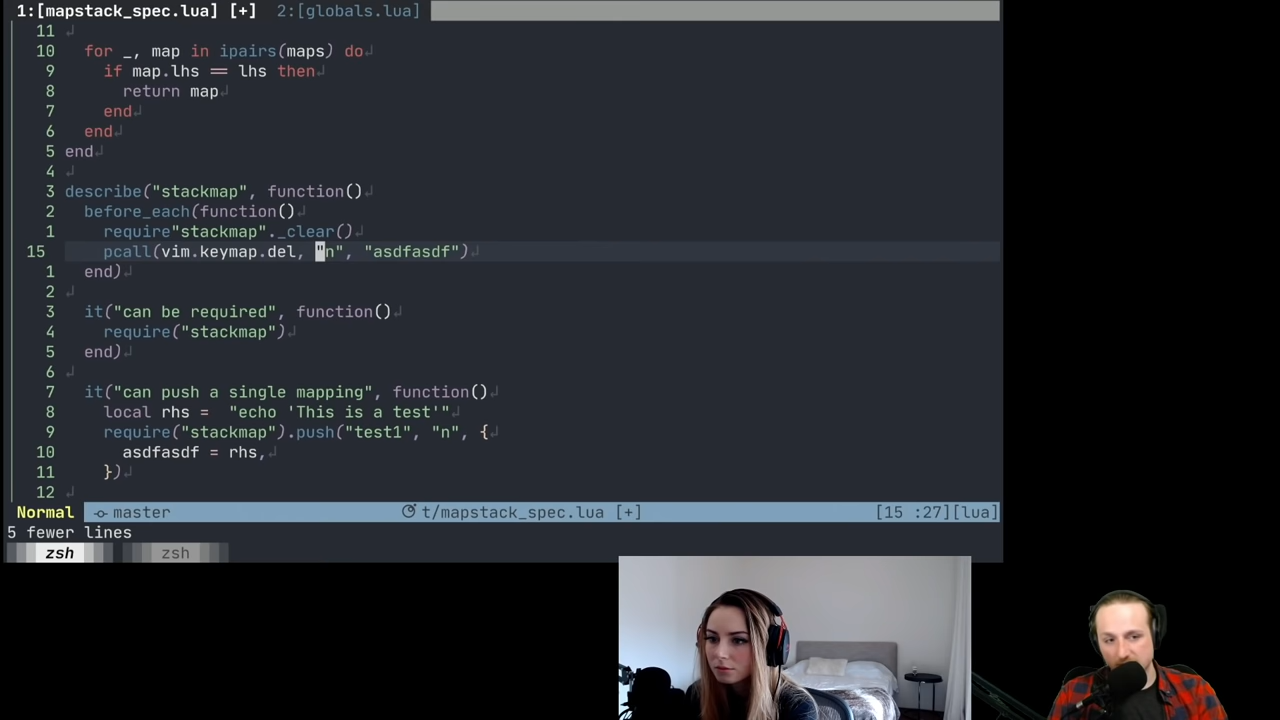 1:[mapstack_spec.lua] [+] 2:[globals.lua]
11
10 for _, map in ipairs(maps) do
9 if map.lhs == lhs then
8 return map
7 end
6 end
5 end
4
3 describe("stackmap", function()
2 before_each(function()
1 require"stackmap"._clear()
15 pcall(vim.keymap.del, "n", "asdfasdf")
1 end)
2
3 it("can be required", function()
4 require("stackmap")
5 end)
6
7 it("can push a single mapping", function()
8 local rhs = "echo 'This is a test'"
9 require("stackmap").push("test1", "n", {
10 asdfasdf = rhs,
11 })
12
Normal master t/mapstack_spec.lua [+] [15 :27][lua]
5 fewer lines
zsh zsh